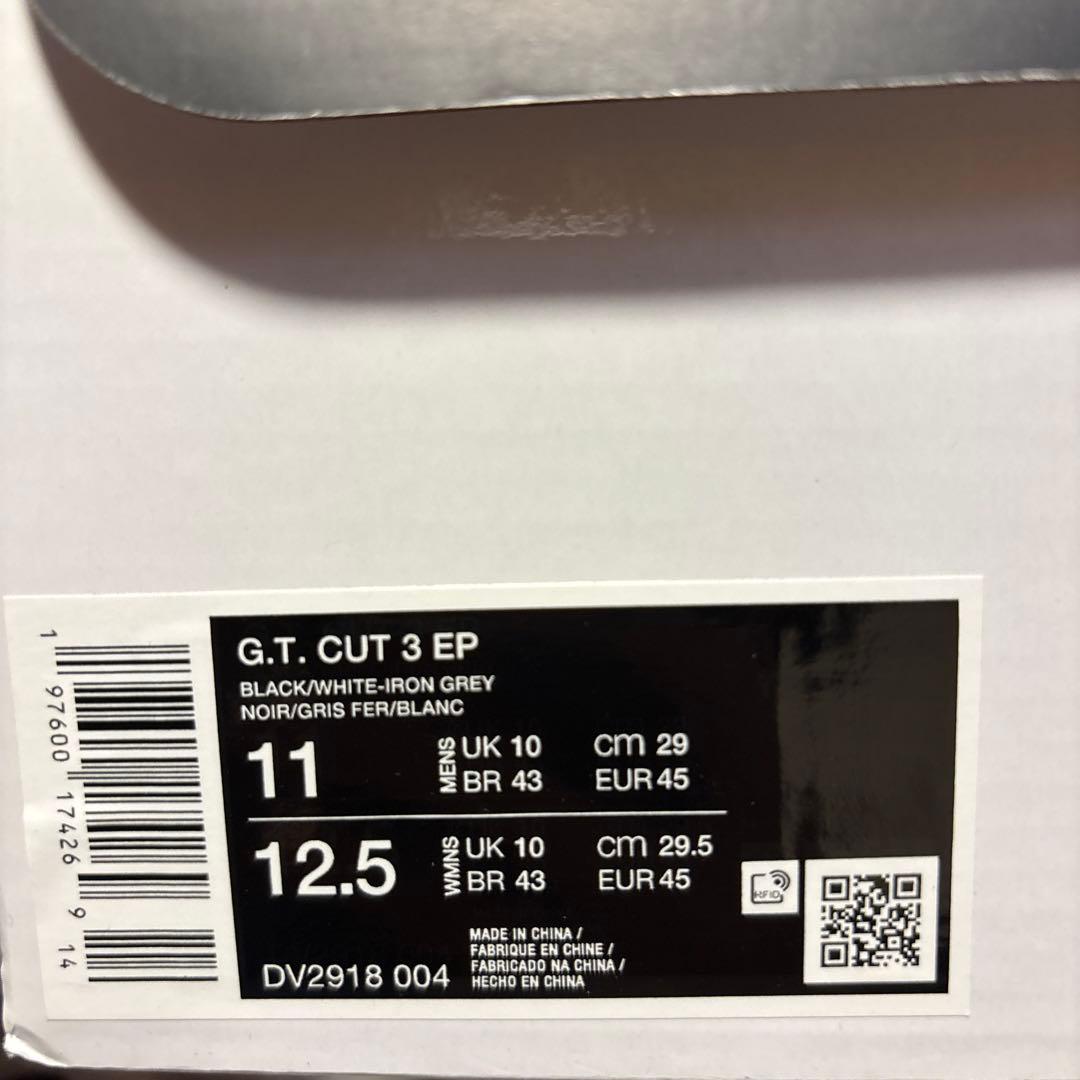 G.T. CUT 3 EP
BLACK/WHITE-IRON GREY
NOIR/GRIS FER/BLANC
11 MENS UK 10 cm 29
BR 43 EUR 45
12.5 WMNS UK 10 cm 29.5
BR 43 EUR 45
RFID
MADE IN CHINA /
FABRIQUE EN CHINE /
FABRICADO NA CHINA /
HECHO EN CHINA
DV2918 004
1 97600 17426 9 14